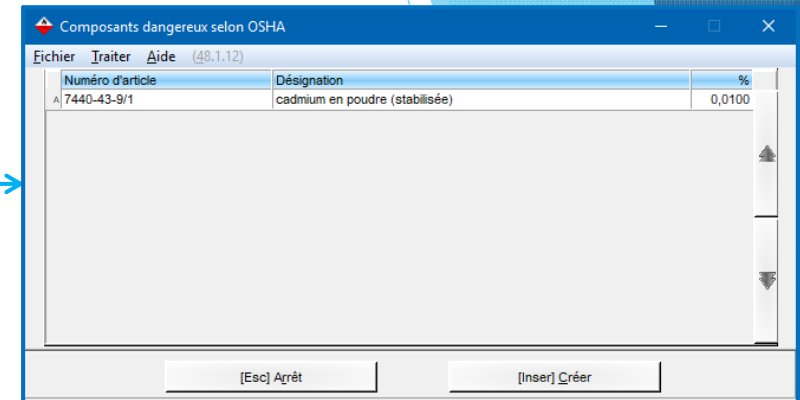 Composants dangereux selon OSHA
Fichier Traiter Aide (48.1.12)
Numéro d'article Désignation %
A 7440-43-9/1 cadmium en poudre (stabilisée) 0,0100
[Esc] Arrêt [Inser] Créer